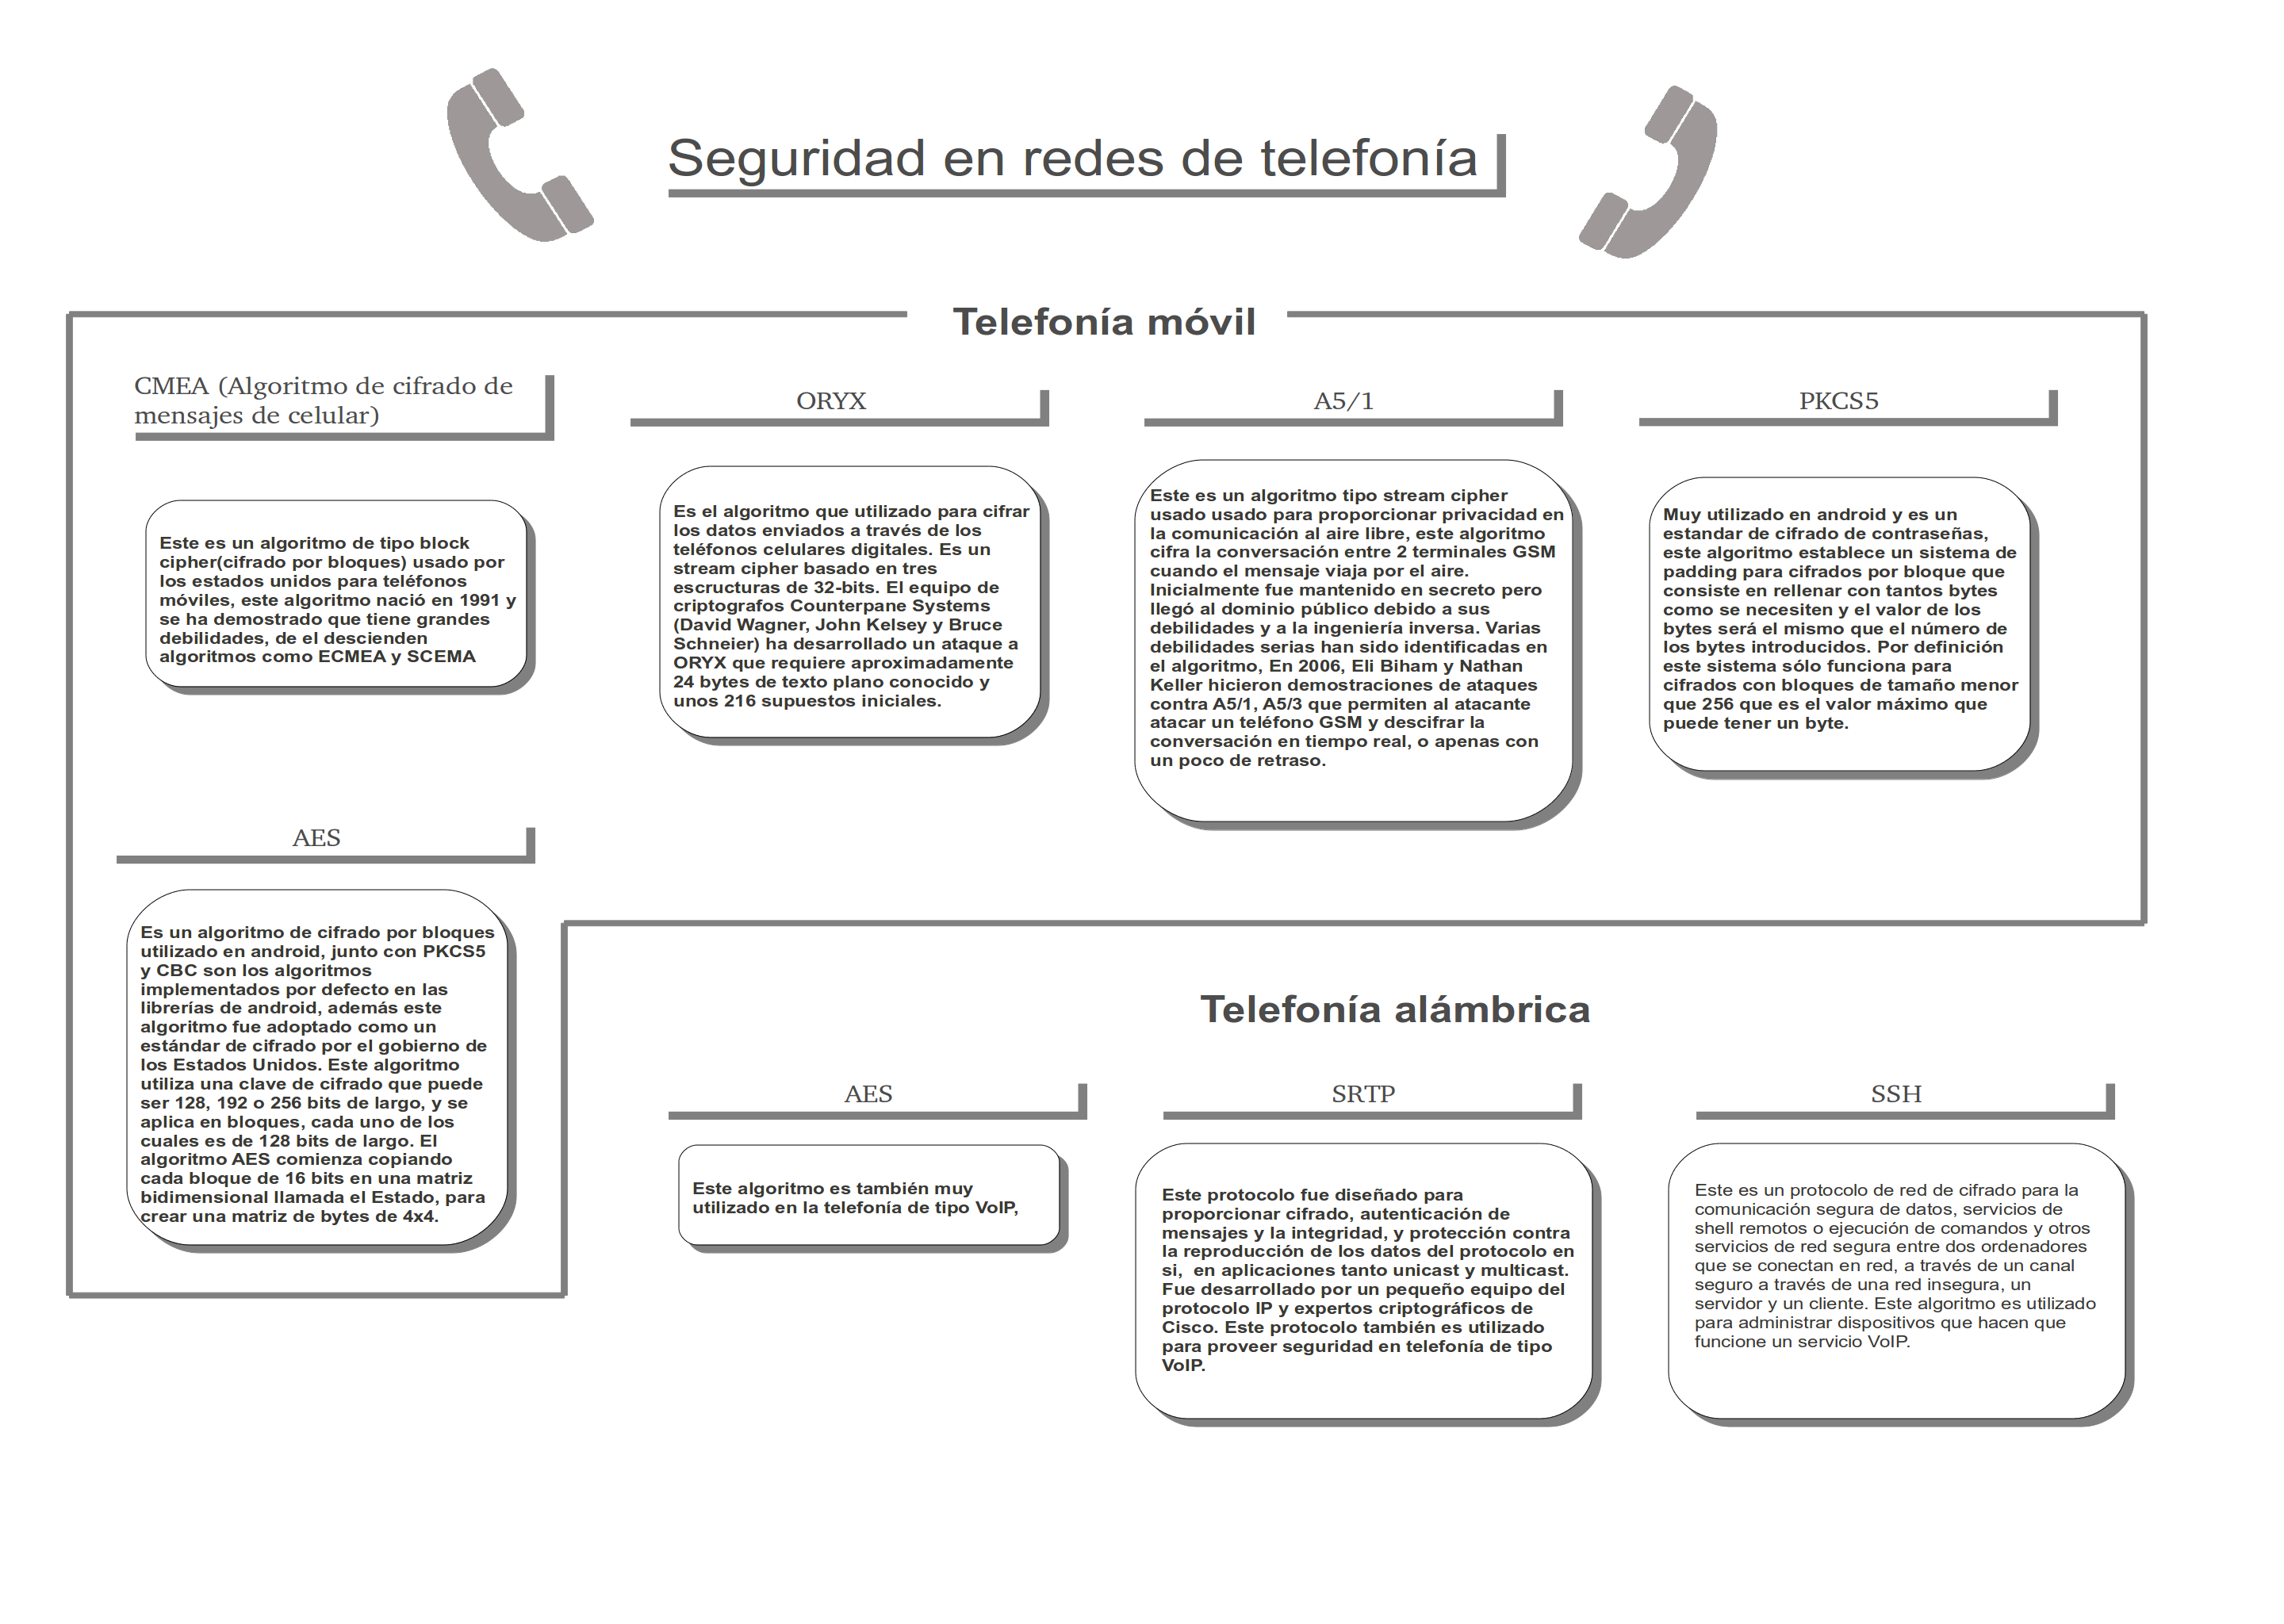 Seguridad en redes de telefonía
Telefonía móvil
CMEA (Algoritmo de cifrado de
mensajes de celular)
Este es un algoritmo de tipo block
cipher(cifrado por bloques) usado por
los estados unidos para teléfonos
móviles, este algoritmo nació en 1991 y
se ha demostrado que tiene grandes
debilidades, de el descienden
algoritmos como ECMEA y SCEMA
ORYX
Es el algoritmo que utilizado para cifrar
los datos enviados a través de los
teléfonos celulares digitales. Es un
stream cipher basado en tres
escructuras de 32-bits. El equipo de
criptografos Counterpane Systems
(David Wagner, John Kelsey y Bruce
Schneier) ha desarrollado un ataque a
ORYX que requiere aproximadamente
24 bytes de texto plano conocido y
unos 216 supuestos iniciales.
A5/1
Este es un algoritmo tipo stream cipher
usado usado para proporcionar privacidad en
la comunicación al aire libre, este algoritmo
cifra la conversación entre 2 terminales GSM
cuando el mensaje viaja por el aire.
Inicialmente fue mantenido en secreto pero
llegó al dominio público debido a sus
debilidades y a la ingeniería inversa. Varias
debilidades serias han sido identificadas en
el algoritmo, En 2006, Eli Biham y Nathan
Keller hicieron demostraciones de ataques
contra A5/1, A5/3 que permiten al atacante
atacar un teléfono GSM y descifrar la
conversación en tiempo real, o apenas con
un poco de retraso.
PKCS5
Muy utilizado en android y es un
estandar de cifrado de contraseñas,
este algoritmo establece un sistema de
padding para cifrados por bloque que
consiste en rellenar con tantos bytes
como se necesiten y el valor de los
bytes será el mismo que el número de
los bytes introducidos. Por definición
este sistema sólo funciona para
cifrados con bloques de tamaño menor
que 256 que es el valor máximo que
puede tener un byte.
AES
Es un algoritmo de cifrado por bloques
utilizado en android, junto con PKCS5
y CBC son los algoritmos
implementados por defecto en las
librerías de android, además este
algoritmo fue adoptado como un
estándar de cifrado por el gobierno de
los Estados Unidos. Este algoritmo
utiliza una clave de cifrado que puede
ser 128, 192 o 256 bits de largo, y se
aplica en bloques, cada uno de los
cuales es de 128 bits de largo. El
algoritmo AES comienza copiando
cada bloque de 16 bits en una matriz
bidimensional llamada el Estado, para
crear una matriz de bytes de 4x4.
Telefonía alámbrica
AES
Este algoritmo es también muy
utilizado en la telefonía de tipo VoIP,
SRTP
Este protocolo fue diseñado para
proporcionar cifrado, autenticación de
mensajes y la integridad, y protección contra
la reproducción de los datos del protocolo en
si,  en aplicaciones tanto unicast y multicast.
Fue desarrollado por un pequeño equipo del
protocolo IP y expertos criptográficos de
Cisco. Este protocolo también es utilizado
para proveer seguridad en telefonía de tipo
VoIP.
SSH
Este es un protocolo de red de cifrado para la
comunicación segura de datos, servicios de
shell remotos o ejecución de comandos y otros
servicios de red segura entre dos ordenadores
que se conectan en red, a través de un canal
seguro a través de una red insegura, un
servidor y un cliente. Este algoritmo es utilizado
para administrar dispositivos que hacen que
funcione un servicio VoIP.